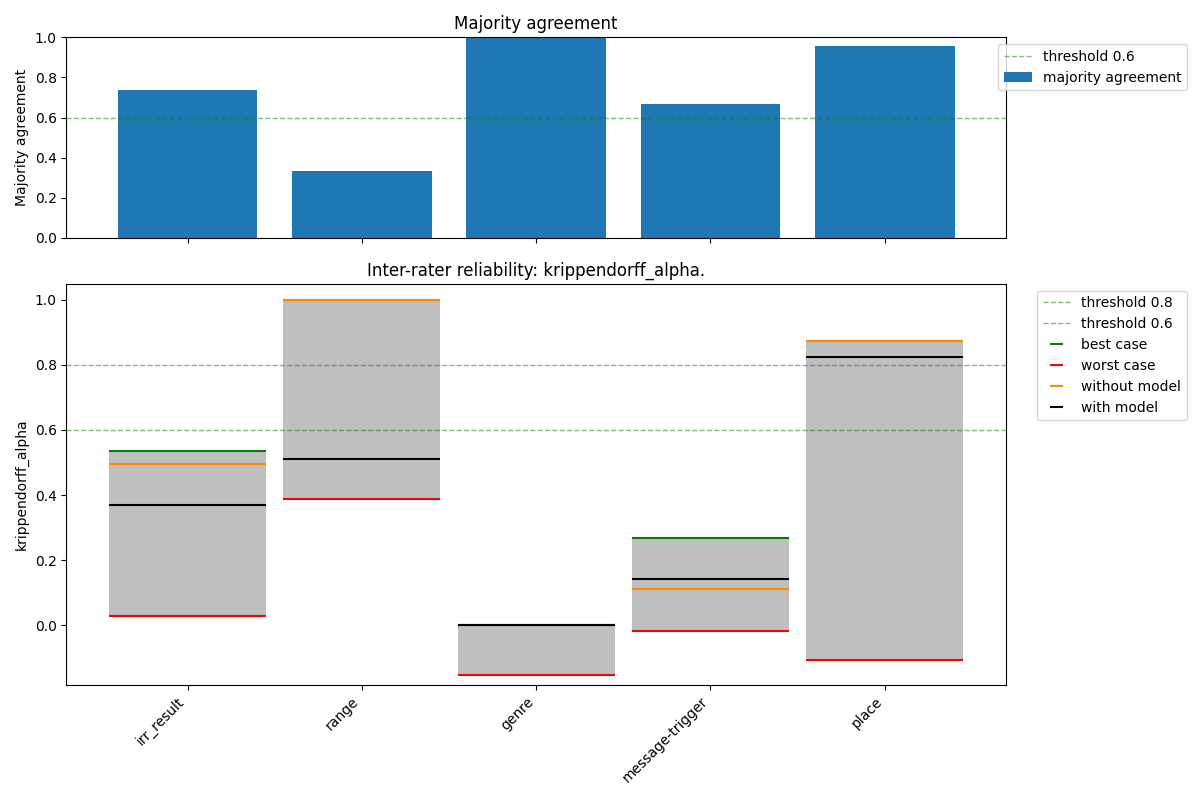 Majority agreement
1.0
0.8
0.6
0.4
0.2
0.0
Majority agreement
threshold 0.6
majority agreement
Inter-rater reliability: krippendorff_alpha.
1.0
0.8
0.6
0.4
0.2
0.0
krippendorff_alpha
threshold 0.8
threshold 0.6
best case
worst case
without model
with model
irr_result
range
genre
message-trigger
place